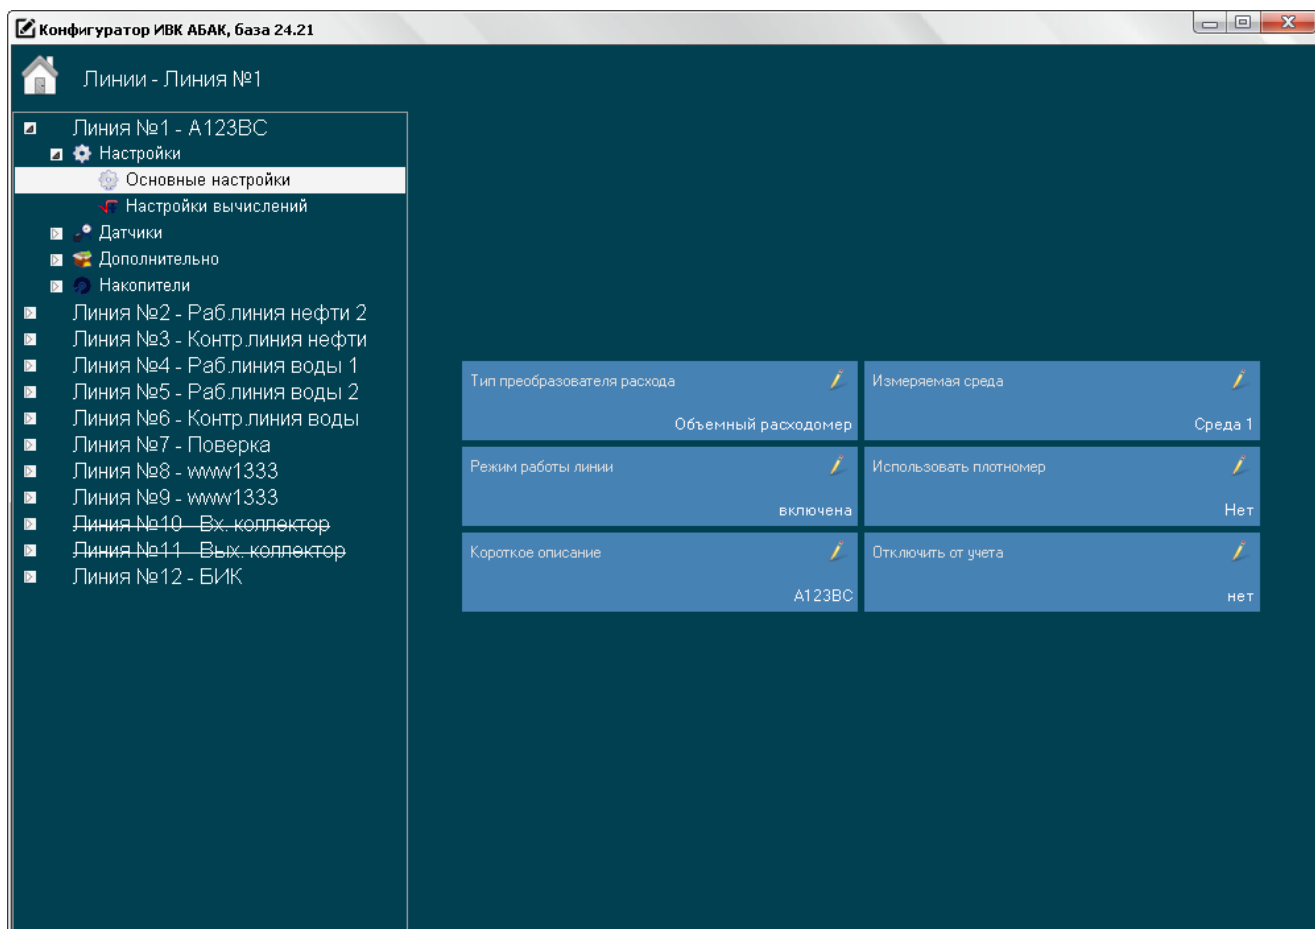 Конфигуратор ИВК АБАК, база 24.21
Линии - Линия №1
Линия №1 - А123ВС
Настройки
Основные настройки
Настройки вычислений
Датчики
Дополнительно
Накопители
Линия №2 - Раб.линия нефти 2
Линия №3 - Контр.линия нефти
Линия №4 - Раб.линия воды 1
Линия №5 - Раб.линия воды 2
Линия №6 - Контр.линия воды
Линия №7 - Поверка
Линия №8 - www1333
Линия №9 - www1333
Линия №10 - Вх. коллектор
Линия №11 - Вых. коллектор
Линия №12 - БИК
Тип преобразователя расхода
Объемный расходомер
Измеряемая среда
Среда 1
Режим работы линии
включена
Использовать плотномер
Нет
Короткое описание
А123ВС
Отключить от учета
нет